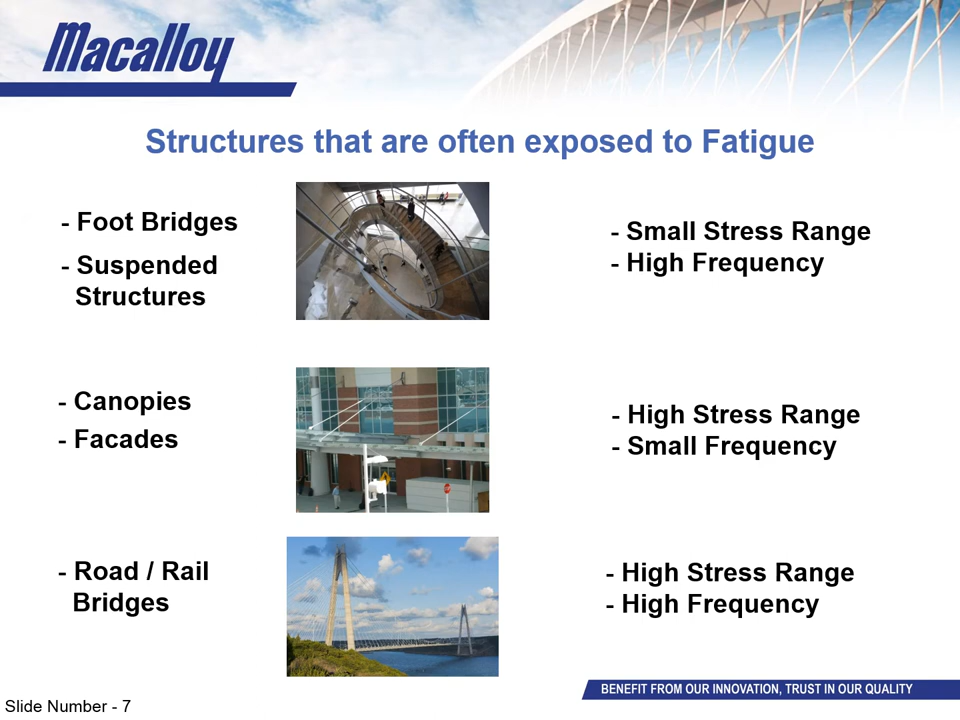 Macalloy
Structures that are often exposed to Fatigue
- Foot Bridges
- Suspended
Structures
- Small Stress Range
- High Frequency
- Canopies
- Facades
- High Stress Range
- Small Frequency
- Road / Rail
Bridges
- High Stress Range
- High Frequency
BENEFIT FROM OUR INNOVATION, TRUST IN OUR QUALITY
Slide Number - 7